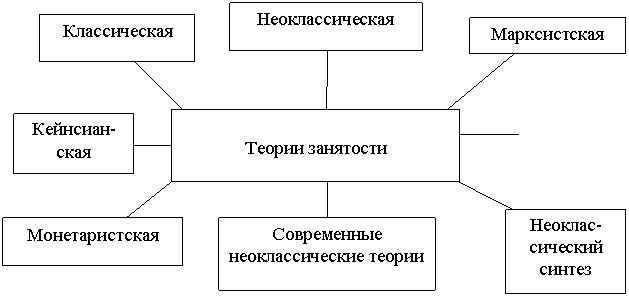 Классическая
Неоклассическая
Марксистская
Кейнсиан-
ская
Теории занятости
Монетаристская
Современные
неоклассические теории
Неоклас-
сический
синтез